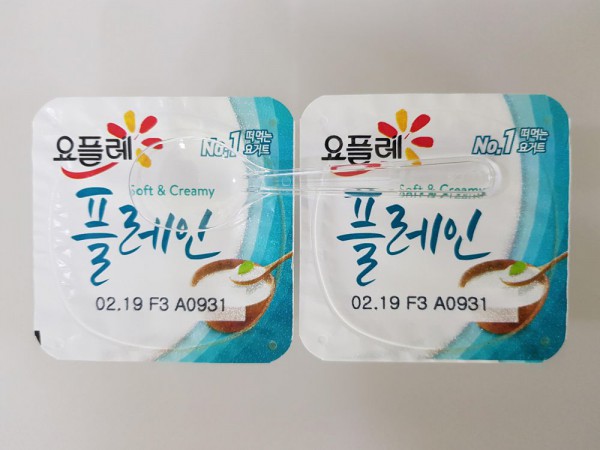 요플레
No.1 떠먹는
요거트
Soft & Creamy
플레인
02.19 F3 A0931
요플레
No.1 떠먹는
요거트
Soft & Creamy
플레인
02.19 F3 A0931